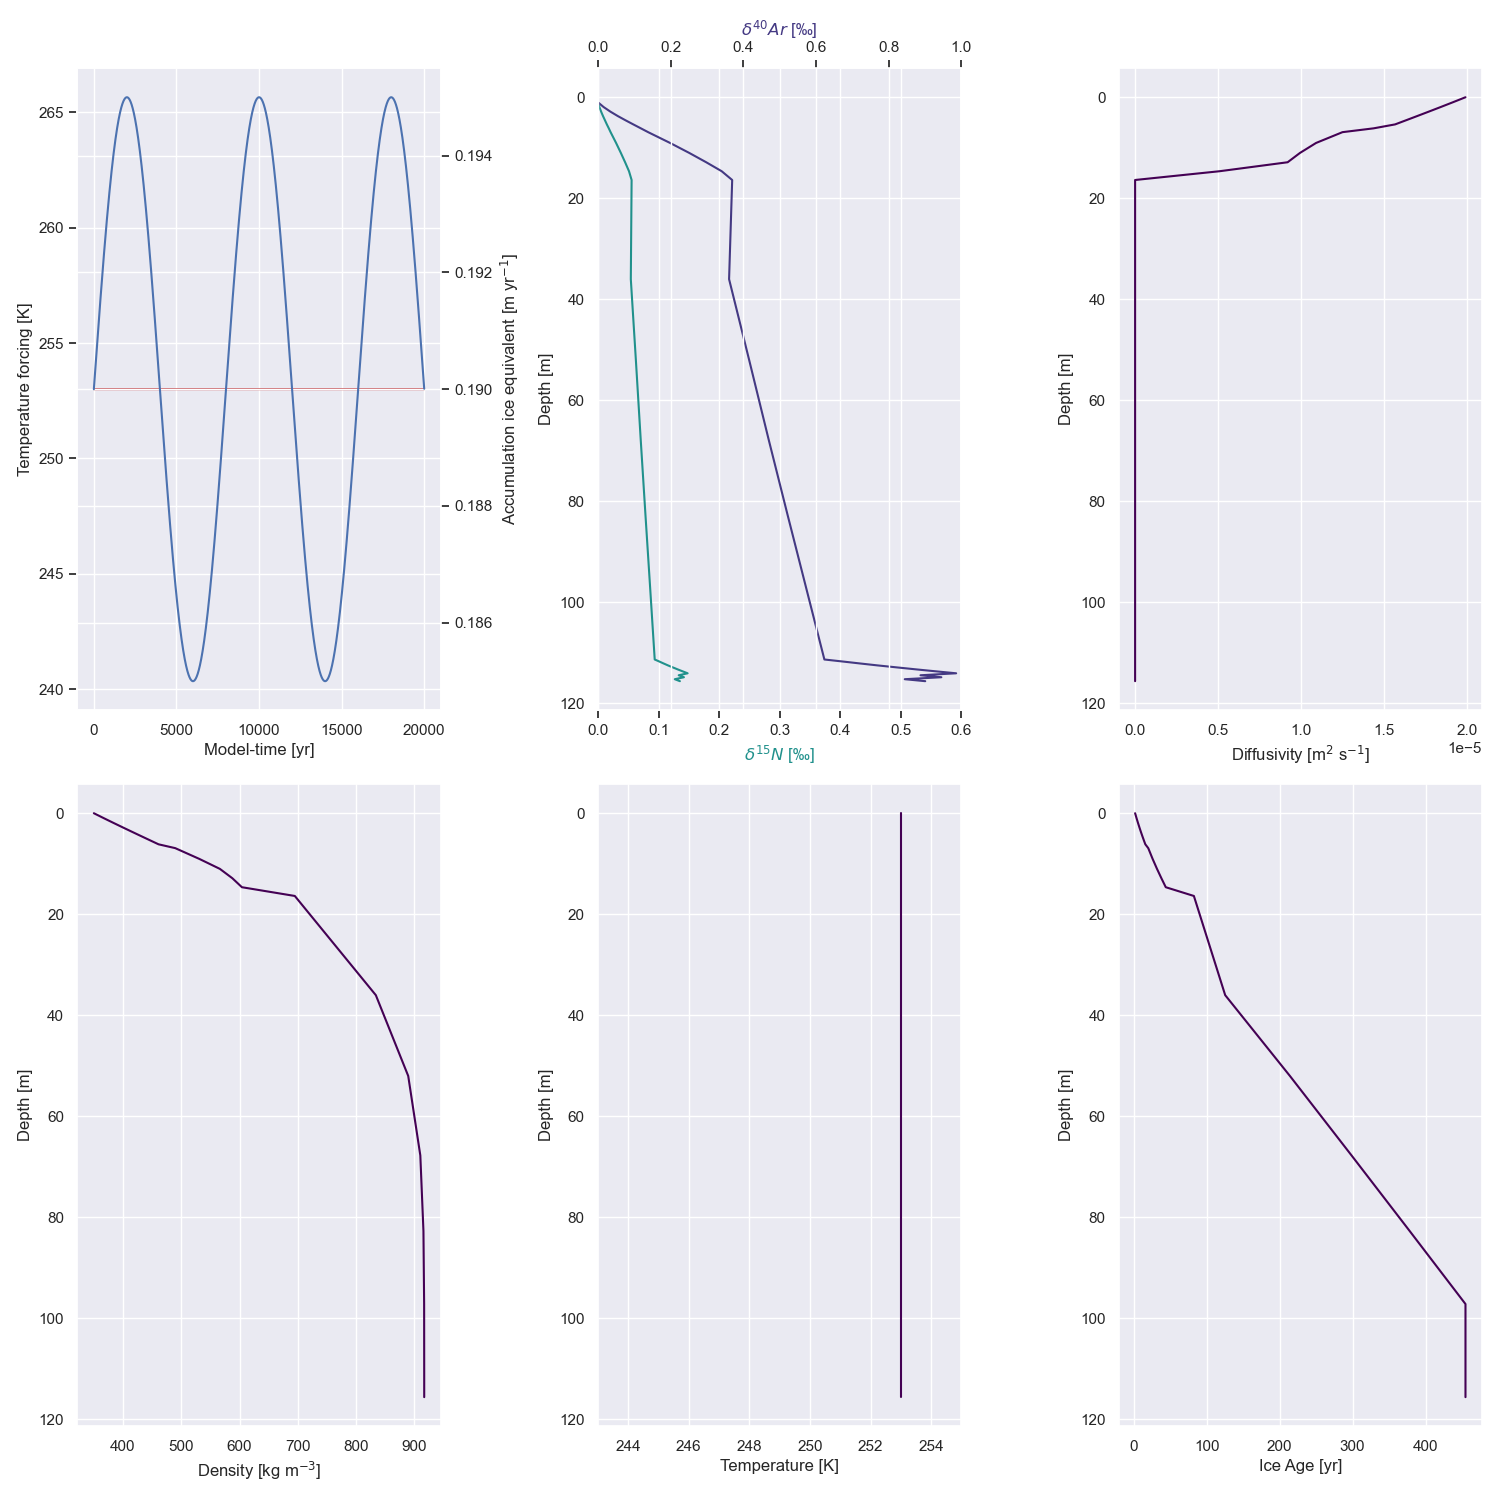 δ⁴⁰Ar [‰]
0.0 0.2 0.4 0.6 0.8 1.0
265
260
255
250
245
240
Temperature forcing [K]
0 5000 10000 15000 20000
Model-time [yr]
0.194
0.192
0.190
0.188
0.186
Accumulation ice equivalent [m yr⁻¹]
0
20
40
60
80
100
120
Depth [m]
0.0 0.1 0.2 0.3 0.4 0.5 0.6
δ¹⁵N [‰]
0
20
40
60
80
100
120
Depth [m]
0.0 0.5 1.0 1.5 2.0
1e−5
Diffusivity [m² s⁻¹]
0
20
40
60
80
100
120
Depth [m]
400 500 600 700 800 900
Density [kg m⁻³]
0
20
40
60
80
100
120
Depth [m]
244 246 248 250 252 254
Temperature [K]
0
20
40
60
80
100
120
Depth [m]
0 100 200 300 400
Ice Age [yr]